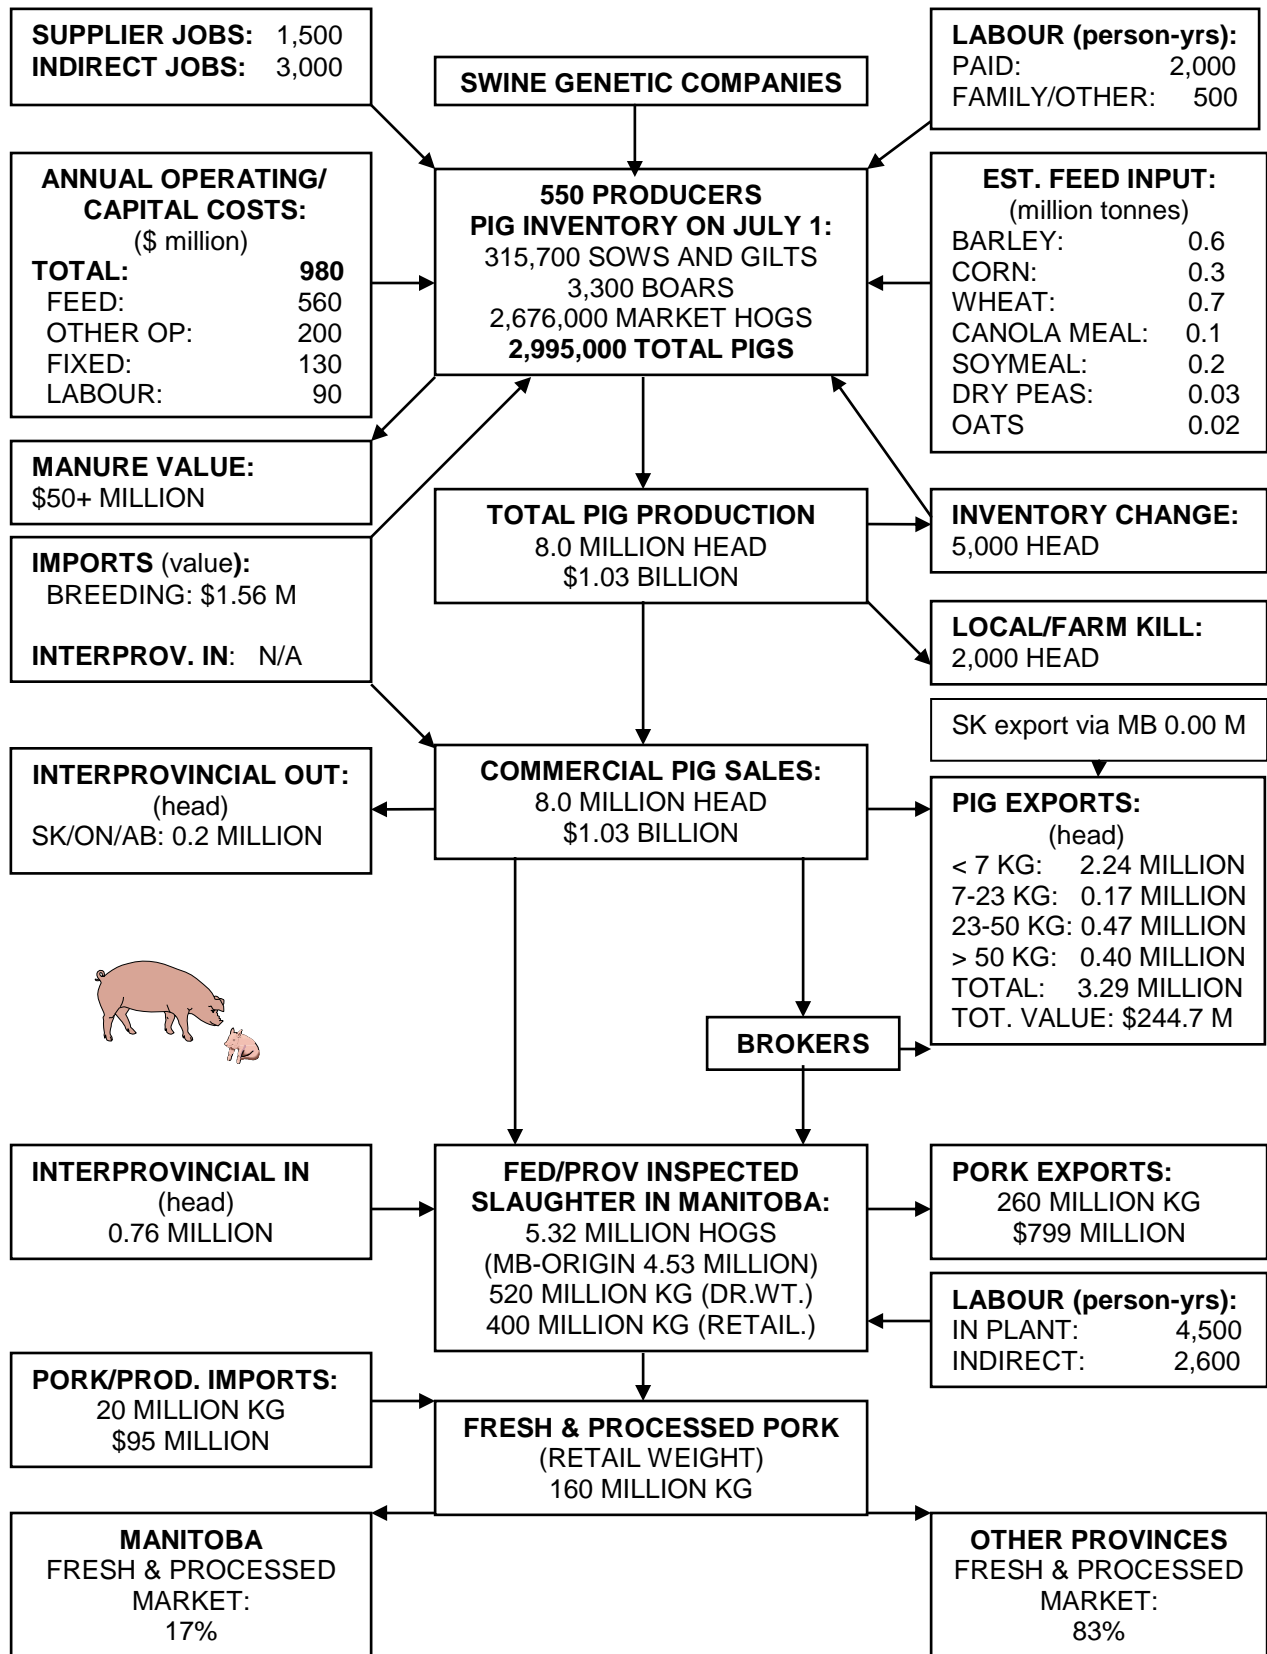 SUPPLIER JOBS: 1,500
INDIRECT JOBS: 3,000
SWINE GENETIC COMPANIES
LABOUR (person-yrs):
PAID: 2,000
FAMILY/OTHER: 500
ANNUAL OPERATING/
CAPITAL COSTS:
($ million)
TOTAL: 980
FEED: 560
OTHER OP: 200
FIXED: 130
LABOUR: 90
550 PRODUCERS
PIG INVENTORY ON JULY 1:
315,700 SOWS AND GILTS
3,300 BOARS
2,676,000 MARKET HOGS
2,995,000 TOTAL PIGS
EST. FEED INPUT:
(million tonnes)
BARLEY: 0.6
CORN: 0.3
WHEAT: 0.7
CANOLA MEAL: 0.1
SOYMEAL: 0.2
DRY PEAS: 0.03
OATS 0.02
MANURE VALUE:
$50+ MILLION
TOTAL PIG PRODUCTION
8.0 MILLION HEAD
$1.03 BILLION
INVENTORY CHANGE:
5,000 HEAD
IMPORTS (value):
BREEDING: $1.56 M
INTERPROV. IN: N/A
LOCAL/FARM KILL:
2,000 HEAD
SK export via MB 0.00 M
INTERPROVINCIAL OUT:
(head)
SK/ON/AB: 0.2 MILLION
COMMERCIAL PIG SALES:
8.0 MILLION HEAD
$1.03 BILLION
PIG EXPORTS:
(head)
< 7 KG: 2.24 MILLION
7-23 KG: 0.17 MILLION
23-50 KG: 0.47 MILLION
> 50 KG: 0.40 MILLION
TOTAL: 3.29 MILLION
TOT. VALUE: $244.7 M
BROKERS
INTERPROVINCIAL IN
(head)
0.76 MILLION
FED/PROV INSPECTED
SLAUGHTER IN MANITOBA:
5.32 MILLION HOGS
(MB-ORIGIN 4.53 MILLION)
520 MILLION KG (DR.WT.)
400 MILLION KG (RETAIL.)
PORK EXPORTS:
260 MILLION KG
$799 MILLION
LABOUR (person-yrs):
IN PLANT: 4,500
INDIRECT: 2,600
PORK/PROD. IMPORTS:
20 MILLION KG
$95 MILLION
FRESH & PROCESSED PORK
(RETAIL WEIGHT)
160 MILLION KG
MANITOBA
FRESH & PROCESSED
MARKET:
17%
OTHER PROVINCES
FRESH & PROCESSED
MARKET:
83%